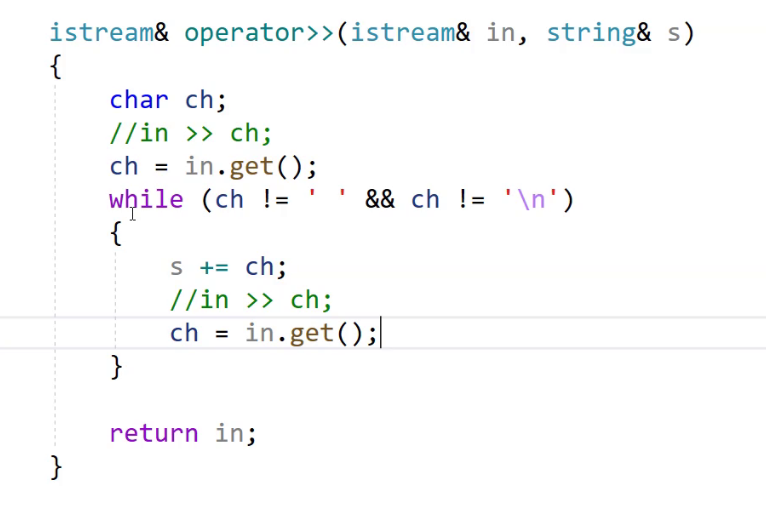 istream& operator>>(istream& in, string& s)
{
    char ch;
    //in >> ch;
    ch = in.get();
    while (ch != ' ' && ch != '\n')
    {
        s += ch;
        //in >> ch;
        ch = in.get();
    }

    return in;
}